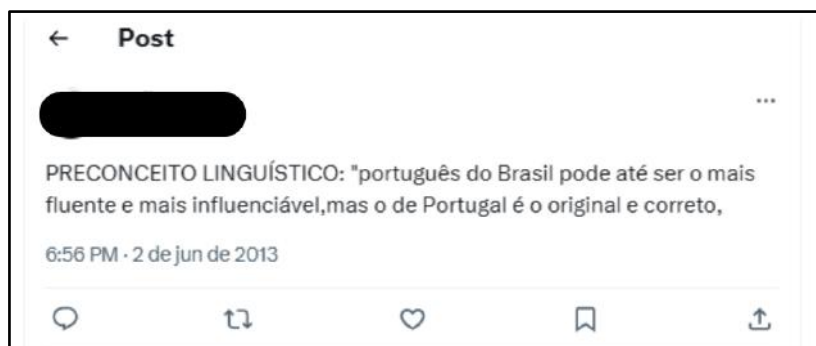 Post
PRECONCEITO LINGUÍSTICO: "português do Brasil pode até ser o mais
fluente e mais influenciável,mas o de Portugal é o original e correto,
6:56 PM · 2 de jun de 2013